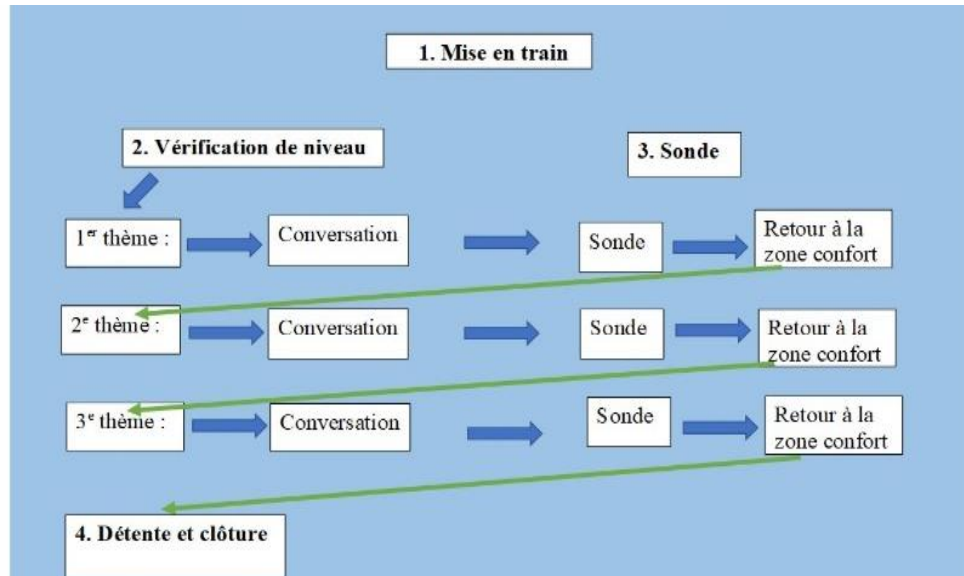 1. Mise en train
2. Vérification de niveau
3. Sonde
1er thème :
Conversation
Sonde
Retour à la
zone confort
2e thème :
Conversation
Sonde
Retour à la
zone confort
3e thème :
Conversation
Sonde
Retour à la
zone confort
4. Détente et clôture